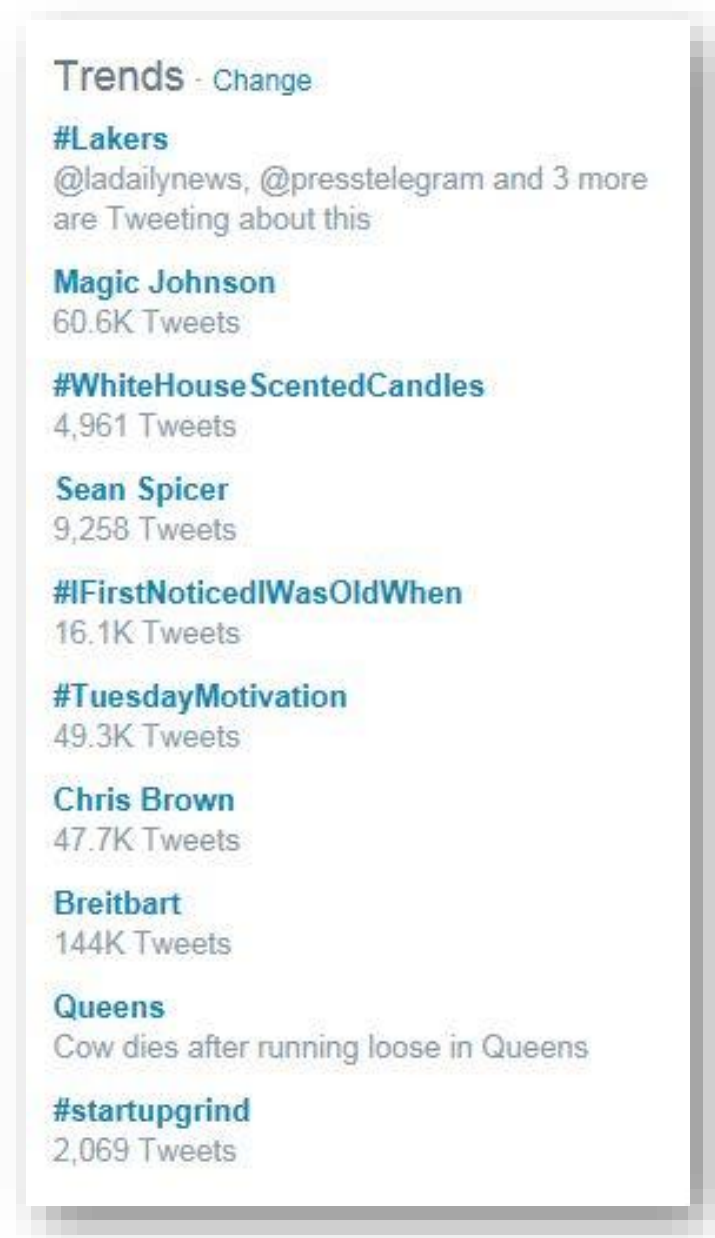 Trends · Change
#Lakers
@ladailynews, @presstelegram and 3 more
are Tweeting about this
Magic Johnson
60.6K Tweets
#WhiteHouseScentedCandles
4,961 Tweets
Sean Spicer
9,258 Tweets
#IFirstNoticedIWasOldWhen
16.1K Tweets
#TuesdayMotivation
49.3K Tweets
Chris Brown
47.7K Tweets
Breitbart
144K Tweets
Queens
Cow dies after running loose in Queens
#startupgrind
2,069 Tweets